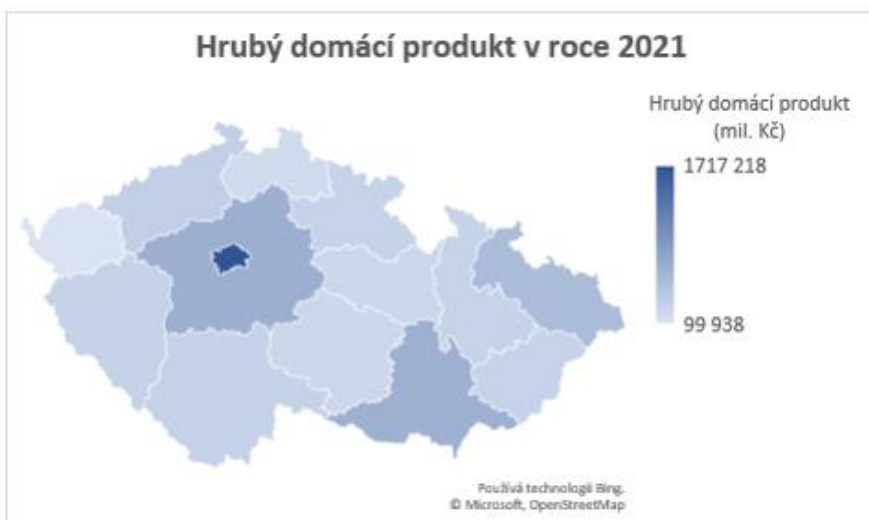 Hrubý domácí produkt v roce 2021
Hrubý domácí produkt
(mil. Kč)
1717 218
99 938
Používá technologii Bing.
© Microsoft, OpenStreetMap